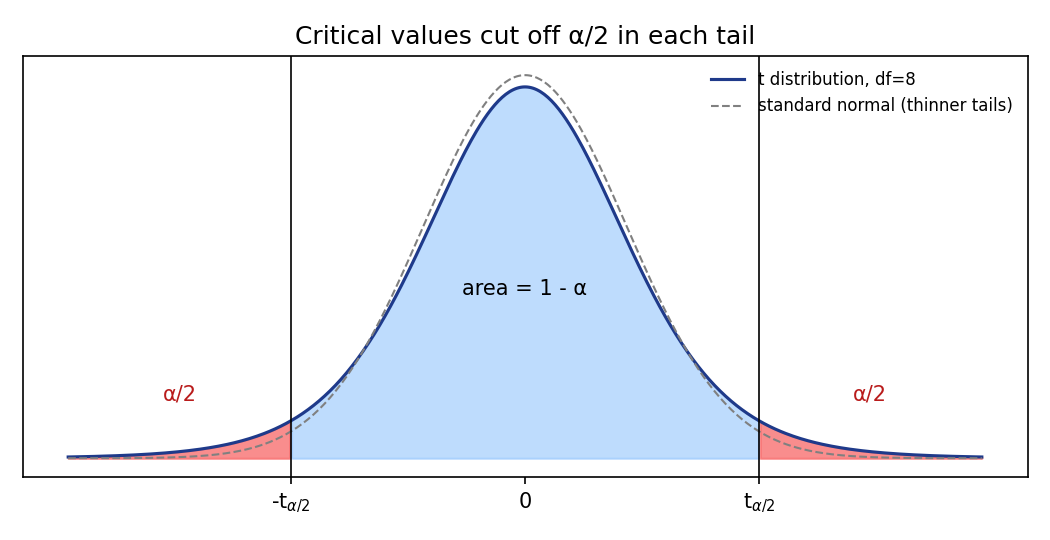 Critical values cut off α/2 in each tail
t distribution, df=8
standard normal (thinner tails)
area = 1 - α
α/2
α/2
-tα/2
0
tα/2